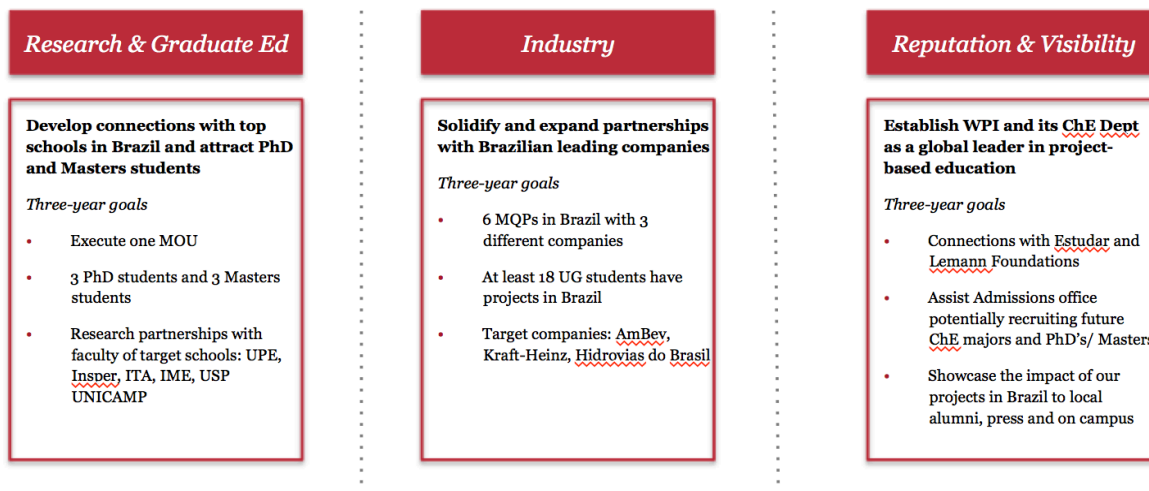 Research & Graduate Ed
Develop connections with top
schools in Brazil and attract PhD
and Masters students
Three-year goals
• Execute one MOU
• 3 PhD students and 3 Masters
students
• Research partnerships with
faculty of target schools: UPE,
Insper, ITA, IME, USP
UNICAMP
Industry
Solidify and expand partnerships
with Brazilian leading companies
Three-year goals
• 6 MQPs in Brazil with 3
different companies
• At least 18 UG students have
projects in Brazil
• Target companies: AmBev,
Kraft-Heinz, Hidrovias do Brasil
Reputation & Visibility
Establish WPI and its ChE Dept
as a global leader in project-
based education
Three-year goals
• Connections with Estudar and
Lemann Foundations
• Assist Admissions office
potentially recruiting future
ChE majors and PhD's/ Masters
• Showcase the impact of our
projects in Brazil to local
alumni, press and on campus